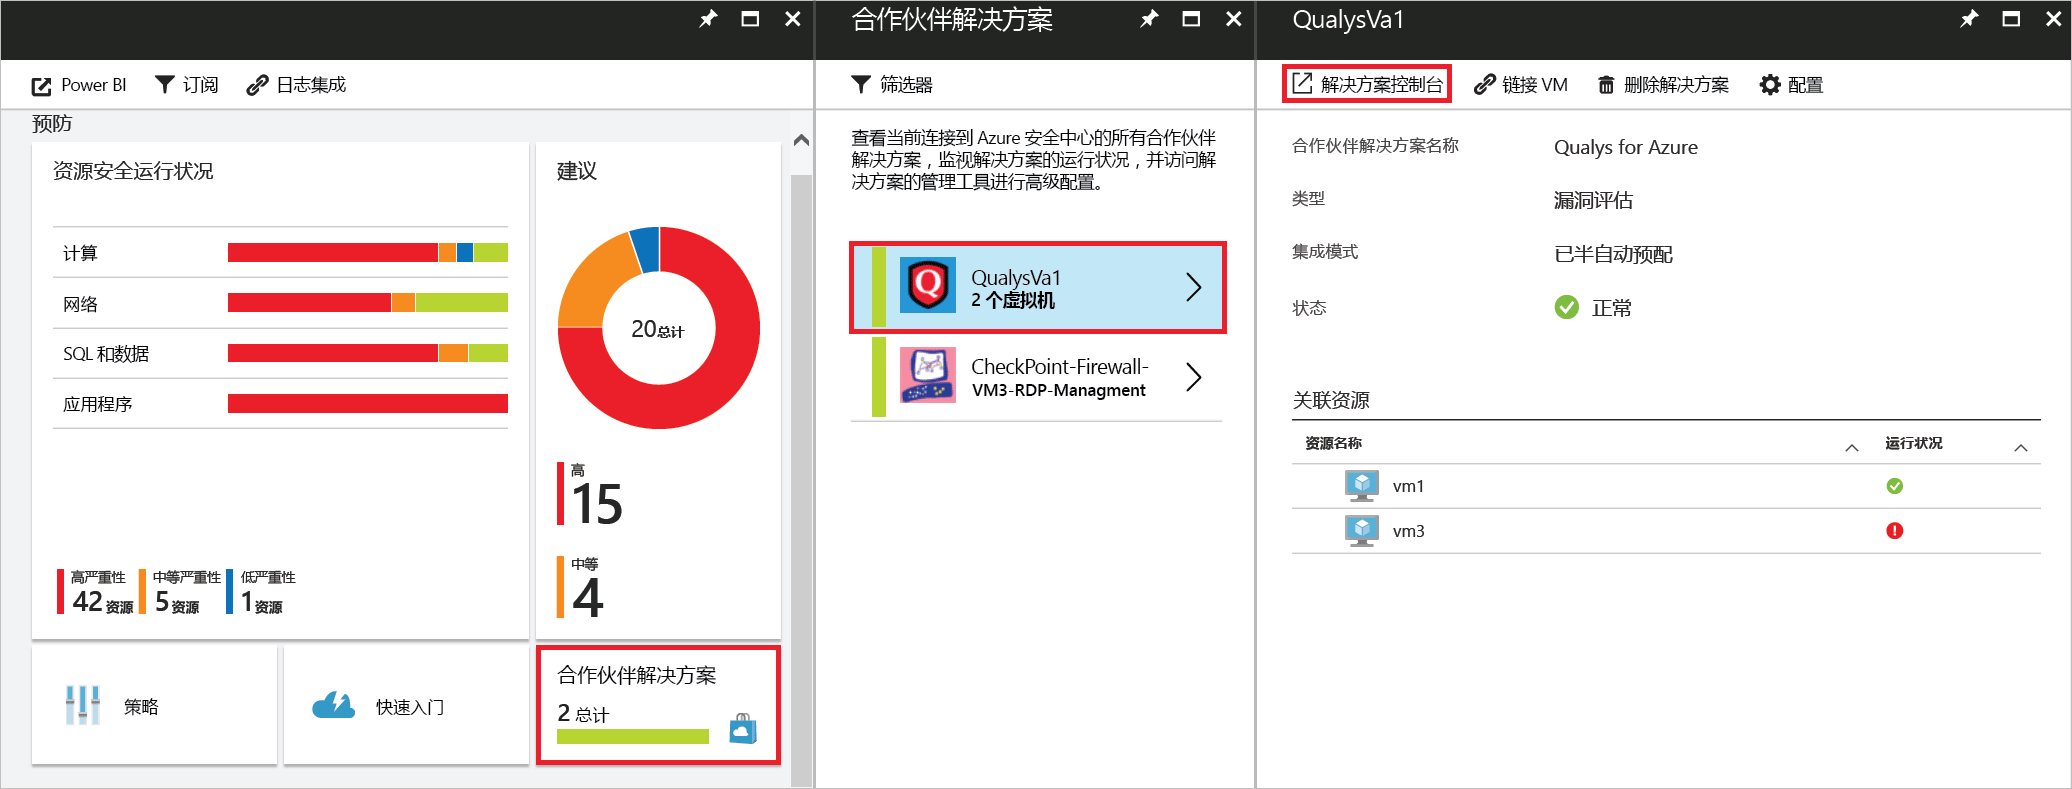 Power BI
订阅
日志集成
预防
资源安全运行状况
计算
网络
SQL 和数据
应用程序
高严重性
42 资源
中等严重性
5 资源
低严重性
1 资源
建议
20总计
高
15
中等
4
策略
快速入门
合作伙伴解决方案
2 总计
合作伙伴解决方案
筛选器
查看当前连接到 Azure 安全中心的所有合作伙伴
解决方案，监视解决方案的运行状况，并访问解
决方案的管理工具进行高级配置。
QualysVa1
2 个虚拟机
CheckPoint-Firewall-
VM3-RDP-Managment
QualysVa1
解决方案控制台
链接 VM
删除解决方案
配置
合作伙伴解决方案名称
Qualys for Azure
类型
漏洞评估
集成模式
已半自动预配
状态
正常
关联资源
资源名称
运行状况
vm1
vm3